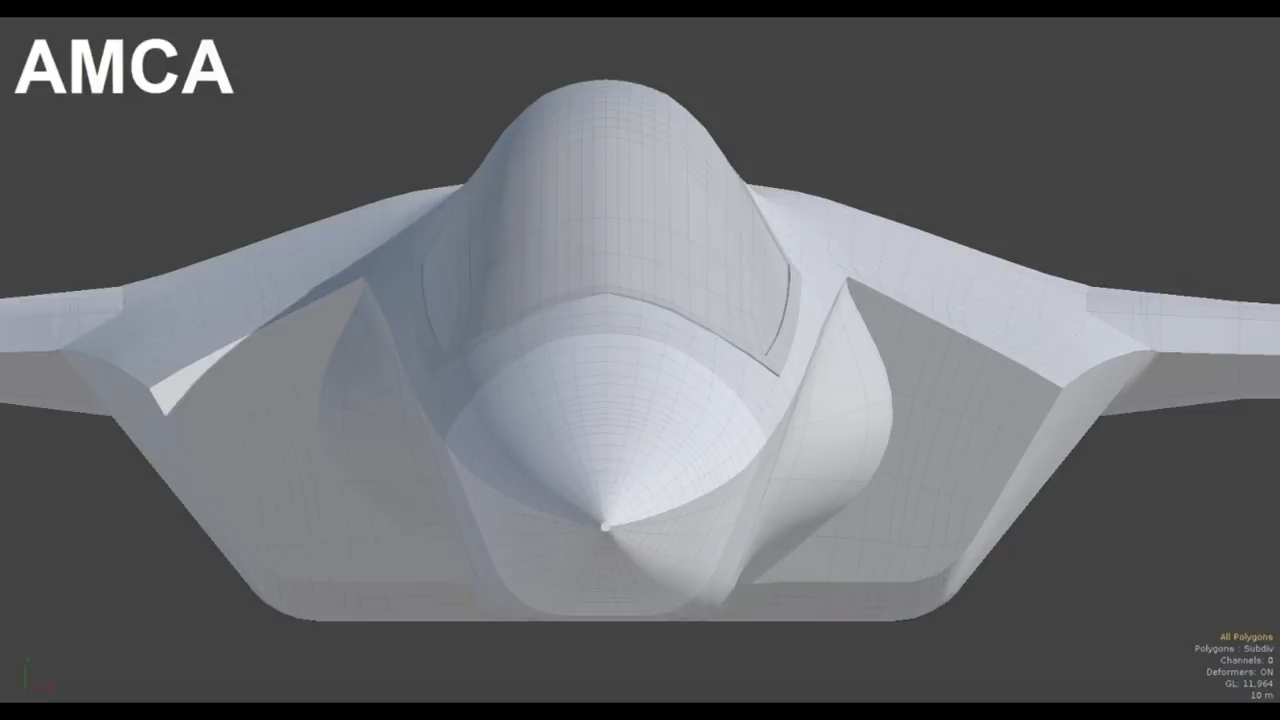 AMCA
All Polygons
Polygons : Subdiv
Channels: 0
Deformers: ON
GL: 11,964
10 m